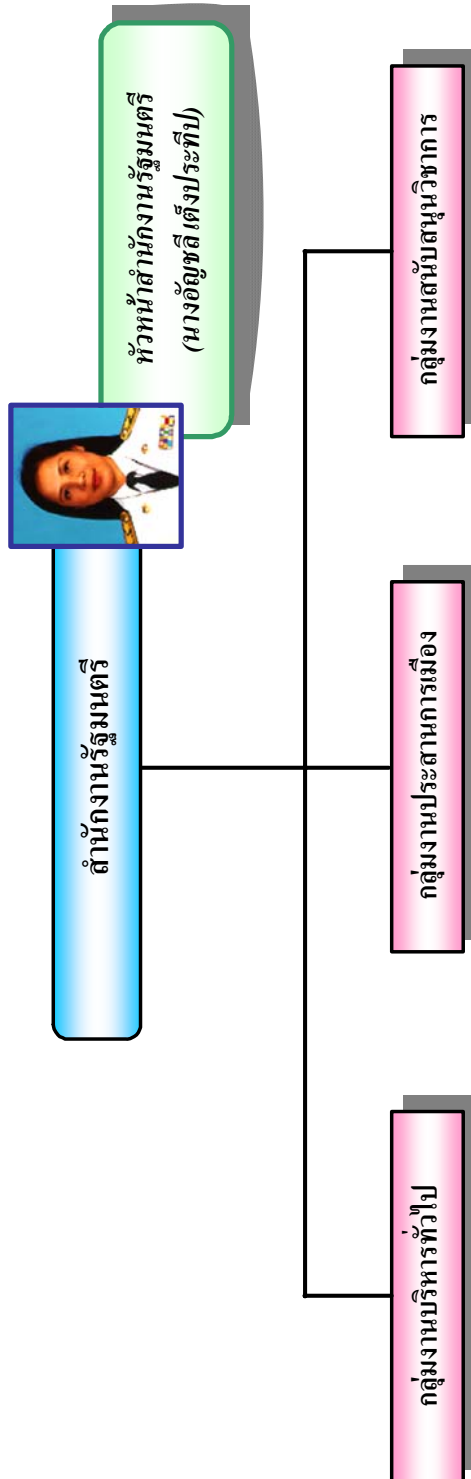 สำนักงานรัฐมนตรี
หัวหน้าสำนักงานรัฐมนตรี
(นางอัญชลี เต็งประทีป)
กลุ่มงานบริหารทั่วไป
กลุ่มงานประสานการเมือง
กลุ่มงานสนับสนุนวิชาการ